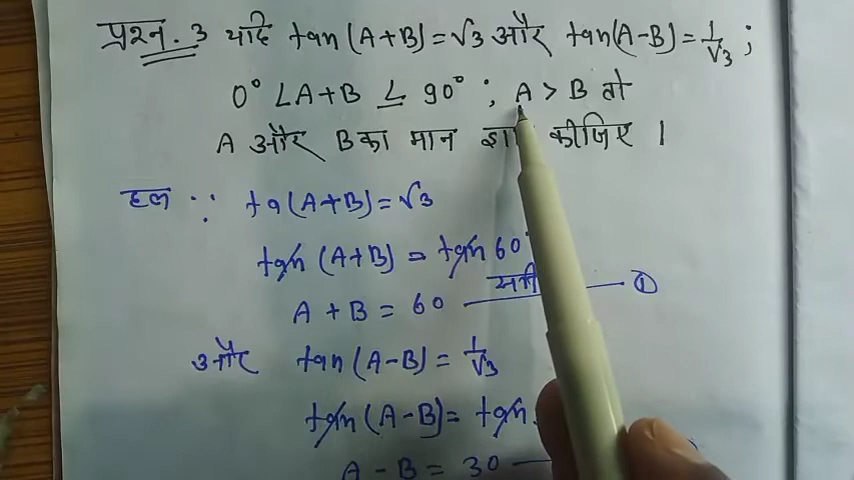 प्रश्न. 3 यदि tan (A+B) = √3 और tan(A-B) = 1/√3 ;
0° ∠A+B ≤ 90° ; A > B तो
A और B का मान कीजिए ।
हल ∵ ta(A+B) = √3
tan (A+B) = tan 60°
A + B = 60 ①
और tan(A-B) = 1/√3
tan (A-B) = tan
A - B = 30